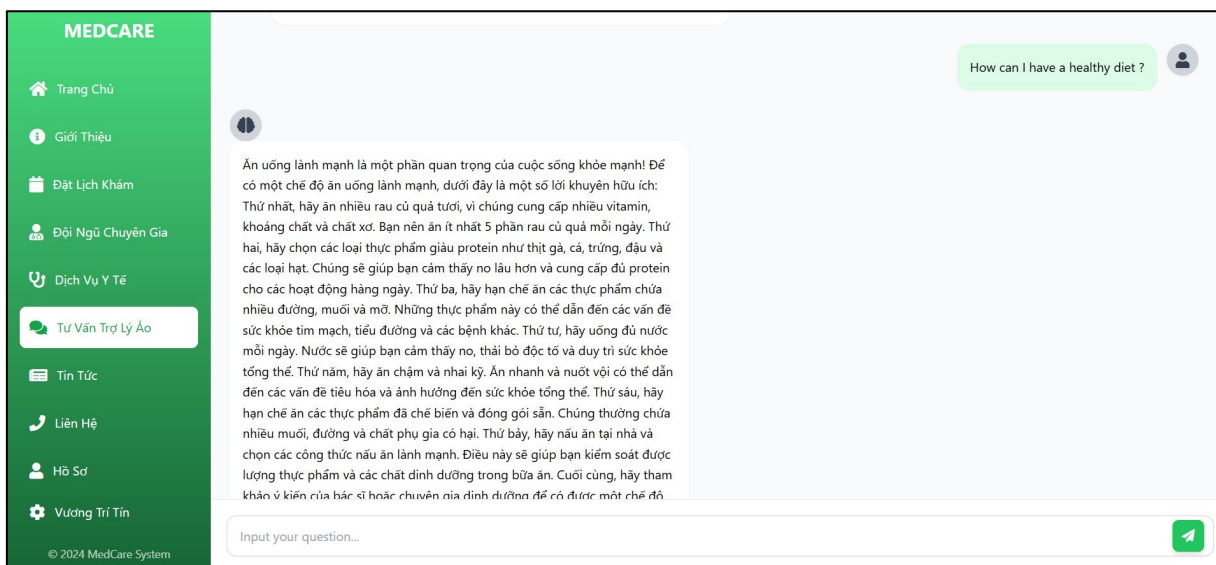 MEDCARE
Trang Chủ
Giới Thiệu
Đặt Lịch Khám
Đội Ngũ Chuyên Gia
Dịch Vụ Y Tế
Tư Vấn Trợ Lý Ảo
Tin Tức
Liên Hệ
Hồ Sơ
Vương Trí Tín
© 2024 MedCare System
How can I have a healthy diet ?
Ăn uống lành mạnh là một phần quan trọng của cuộc sống khỏe mạnh! Để
có một chế độ ăn uống lành mạnh, dưới đây là một số lời khuyên hữu ích:
Thứ nhất, hãy ăn nhiều rau củ quả tươi, vì chúng cung cấp nhiều vitamin,
khoáng chất và chất xơ. Bạn nên ăn ít nhất 5 phần rau củ quả mỗi ngày. Thứ
hai, hãy chọn các loại thực phẩm giàu protein như thịt gà, cá, trứng, đậu và
các loại hạt. Chúng sẽ giúp bạn cảm thấy no lâu hơn và cung cấp đủ protein
cho các hoạt động hàng ngày. Thứ ba, hãy hạn chế ăn các thực phẩm chứa
nhiều đường, muối và mỡ. Những thực phẩm này có thể dẫn đến các vấn đề
sức khỏe tim mạch, tiểu đường và các bệnh khác. Thứ tư, hãy uống đủ nước
mỗi ngày. Nước sẽ giúp bạn cảm thấy no, thải bỏ độc tố và duy trì sức khỏe
tổng thể. Thứ năm, hãy ăn chậm và nhai kỹ. Ăn nhanh và nuốt vội có thể dẫn
đến các vấn đề tiêu hóa và ảnh hưởng đến sức khỏe tổng thể. Thứ sáu, hãy
hạn chế ăn các thực phẩm đã chế biến và đóng gói sẵn. Chúng thường chứa
nhiều muối, đường và chất phụ gia có hại. Thứ bảy, hãy nấu ăn tại nhà và
chọn các công thức nấu ăn lành mạnh. Điều này sẽ giúp bạn kiểm soát được
lượng thực phẩm và các chất dinh dưỡng trong bữa ăn. Cuối cùng, hãy tham
khảo ý kiến của bác sĩ hoặc chuyên gia dinh dưỡng để có được một chế độ
Input your question...